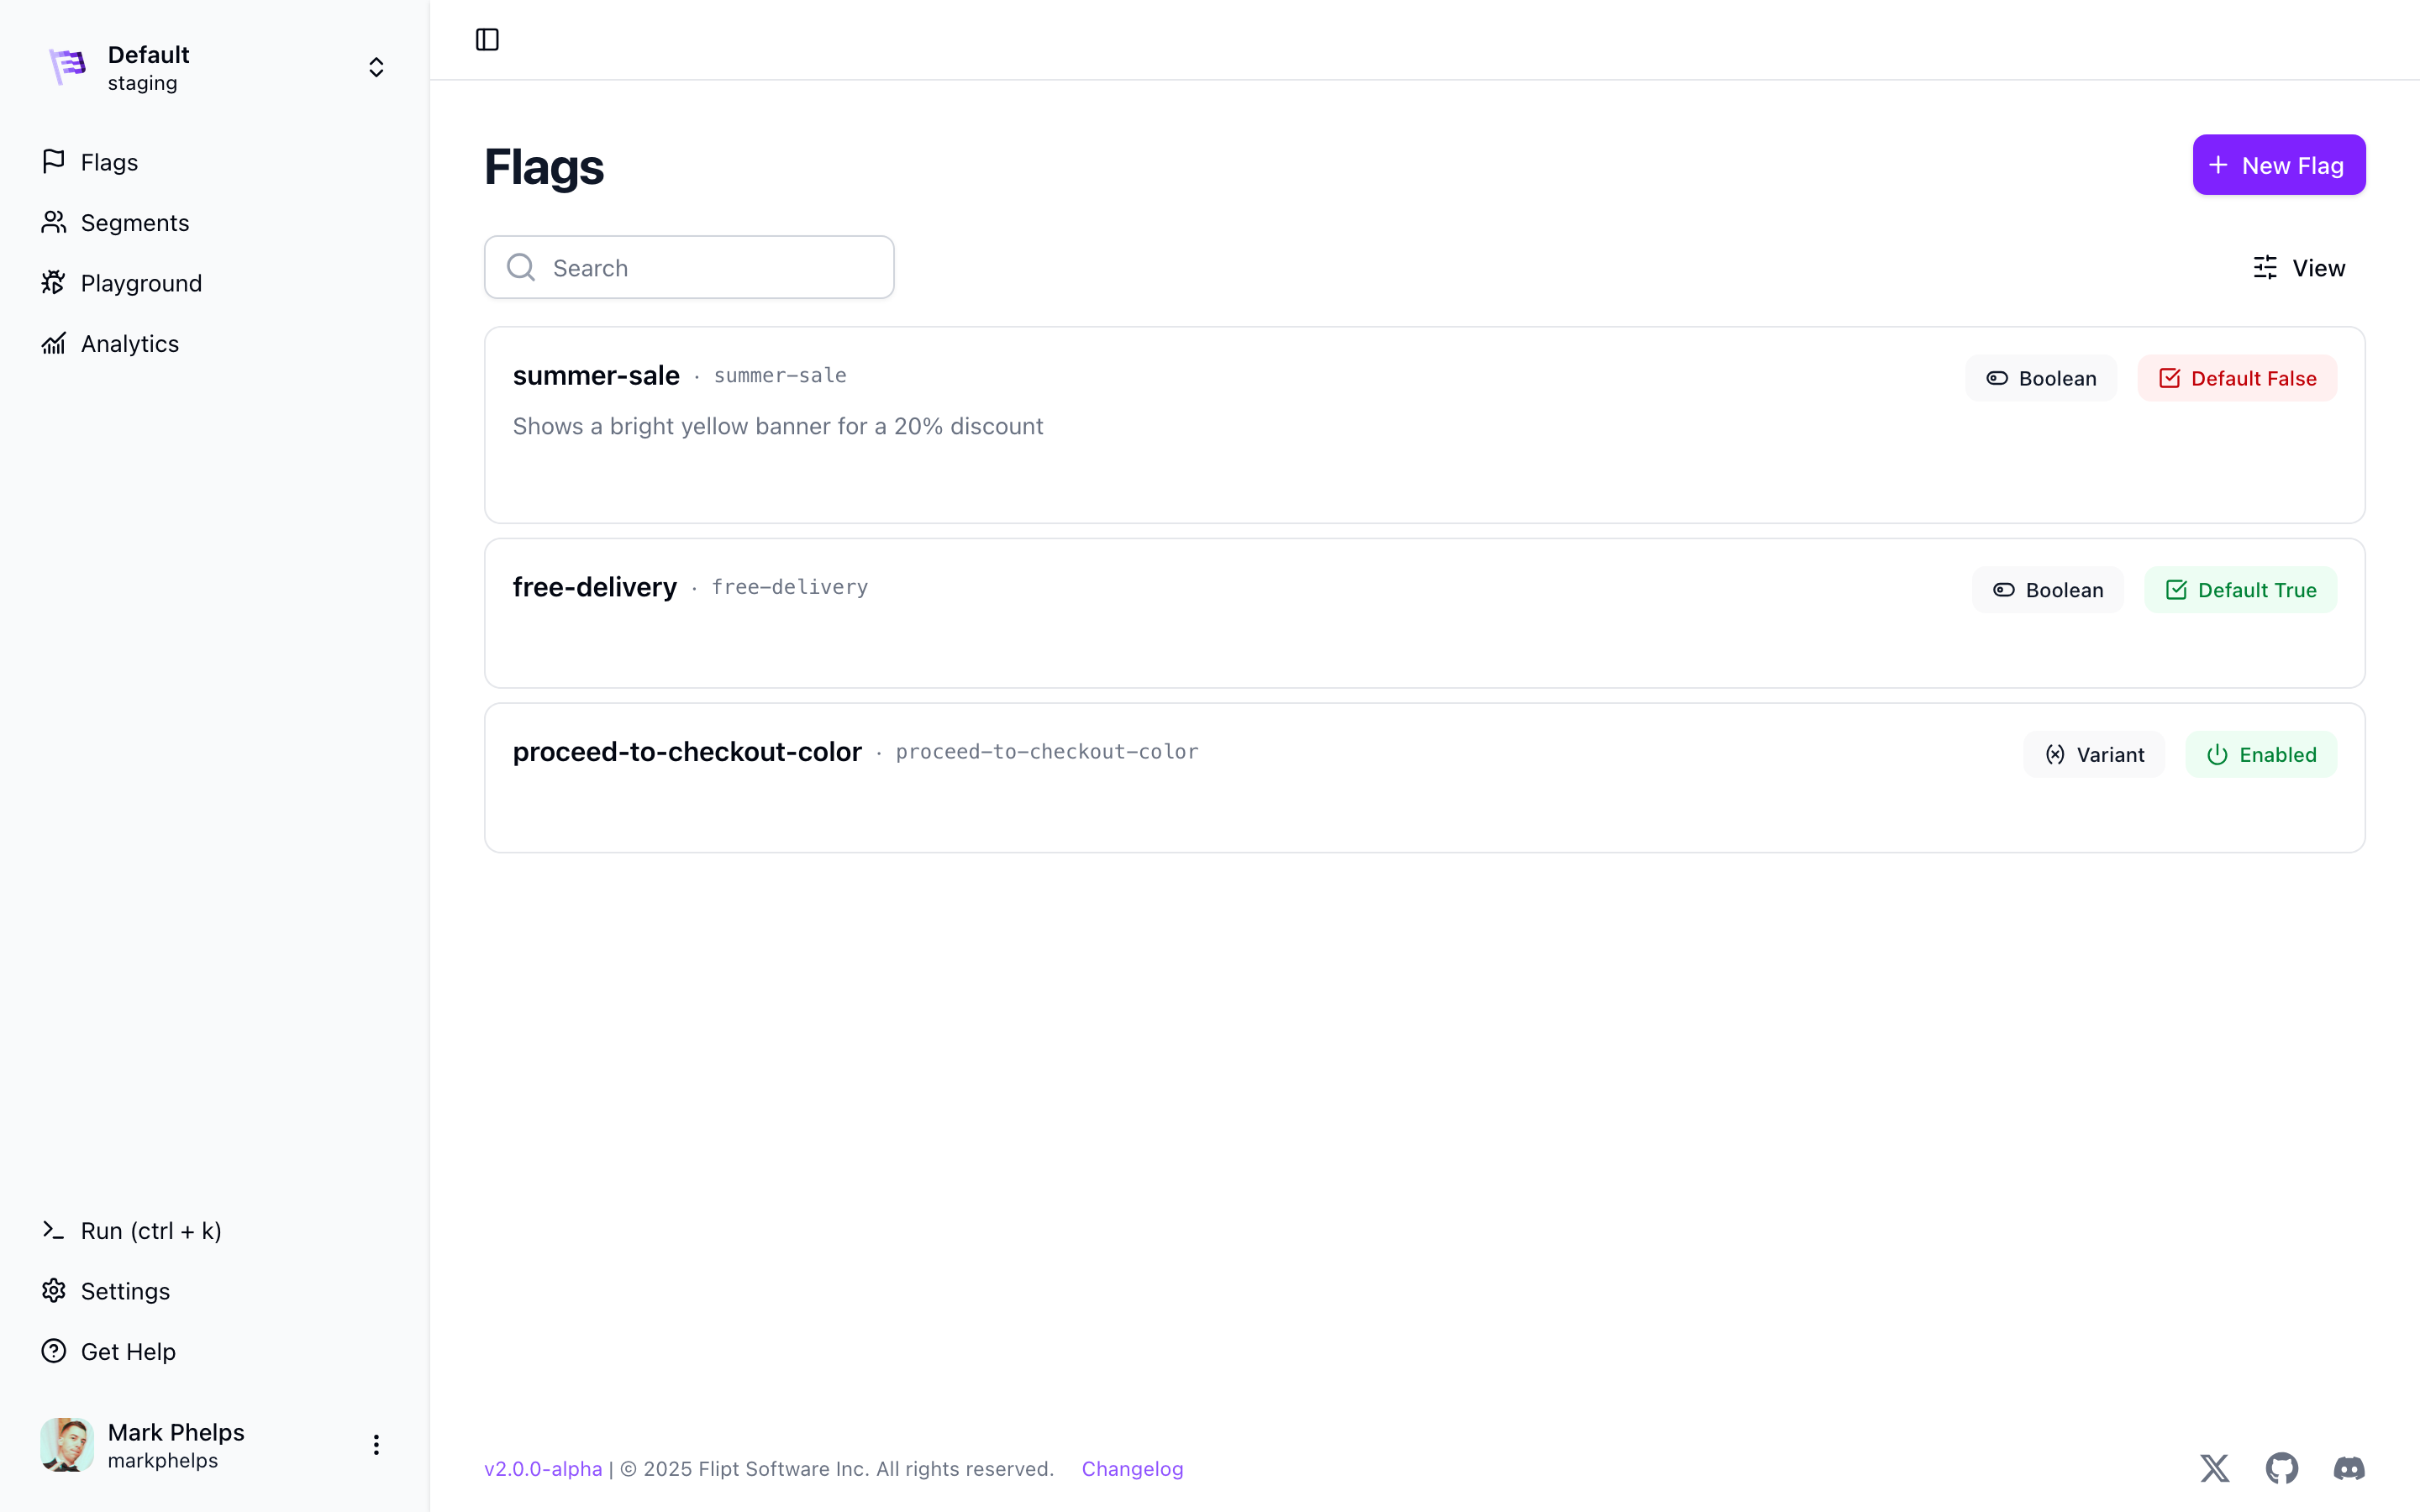 Default
staging
Flags
Segments
Playground
Analytics
Run (ctrl + k)
Settings
Get Help
Mark Phelps
markphelps
Flags
+ New Flag
Search
View
summer-sale · summer-sale
Boolean
Default False
Shows a bright yellow banner for a 20% discount
free-delivery · free-delivery
Boolean
Default True
proceed-to-checkout-color · proceed-to-checkout-color
Variant
Enabled
v2.0.0-alpha | © 2025 Flipt Software Inc. All rights reserved. Changelog